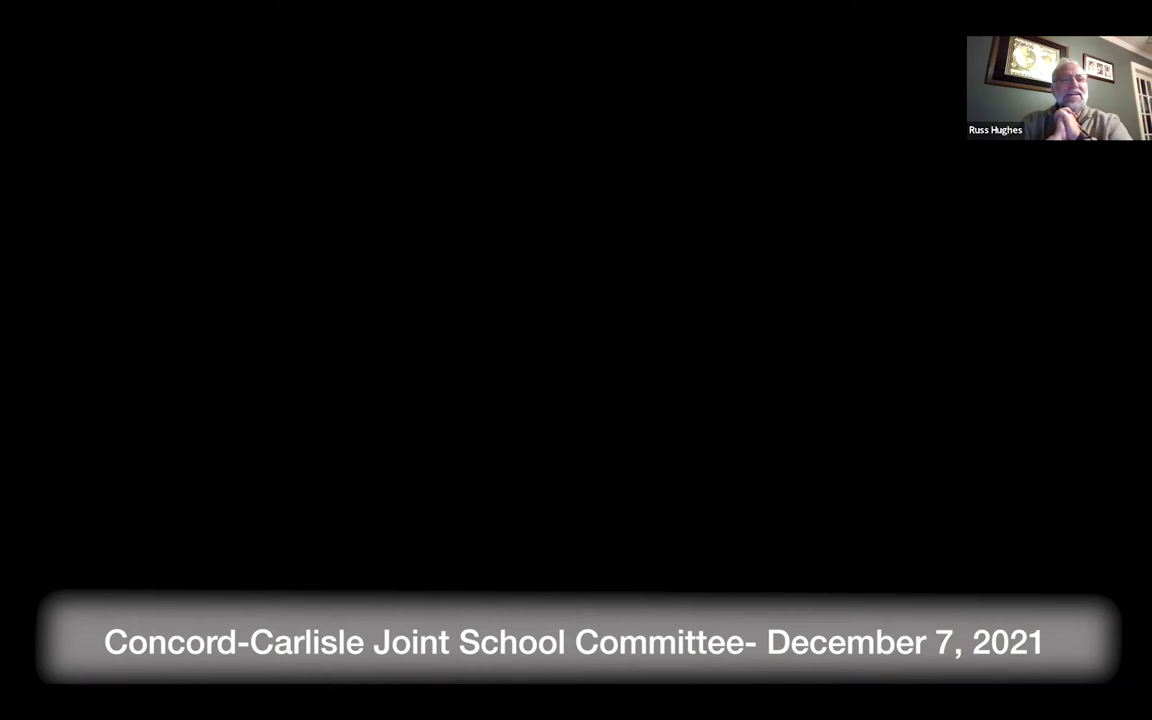 Russ Hughes
Concord-Carlisle Joint School Committee- December 7, 2021